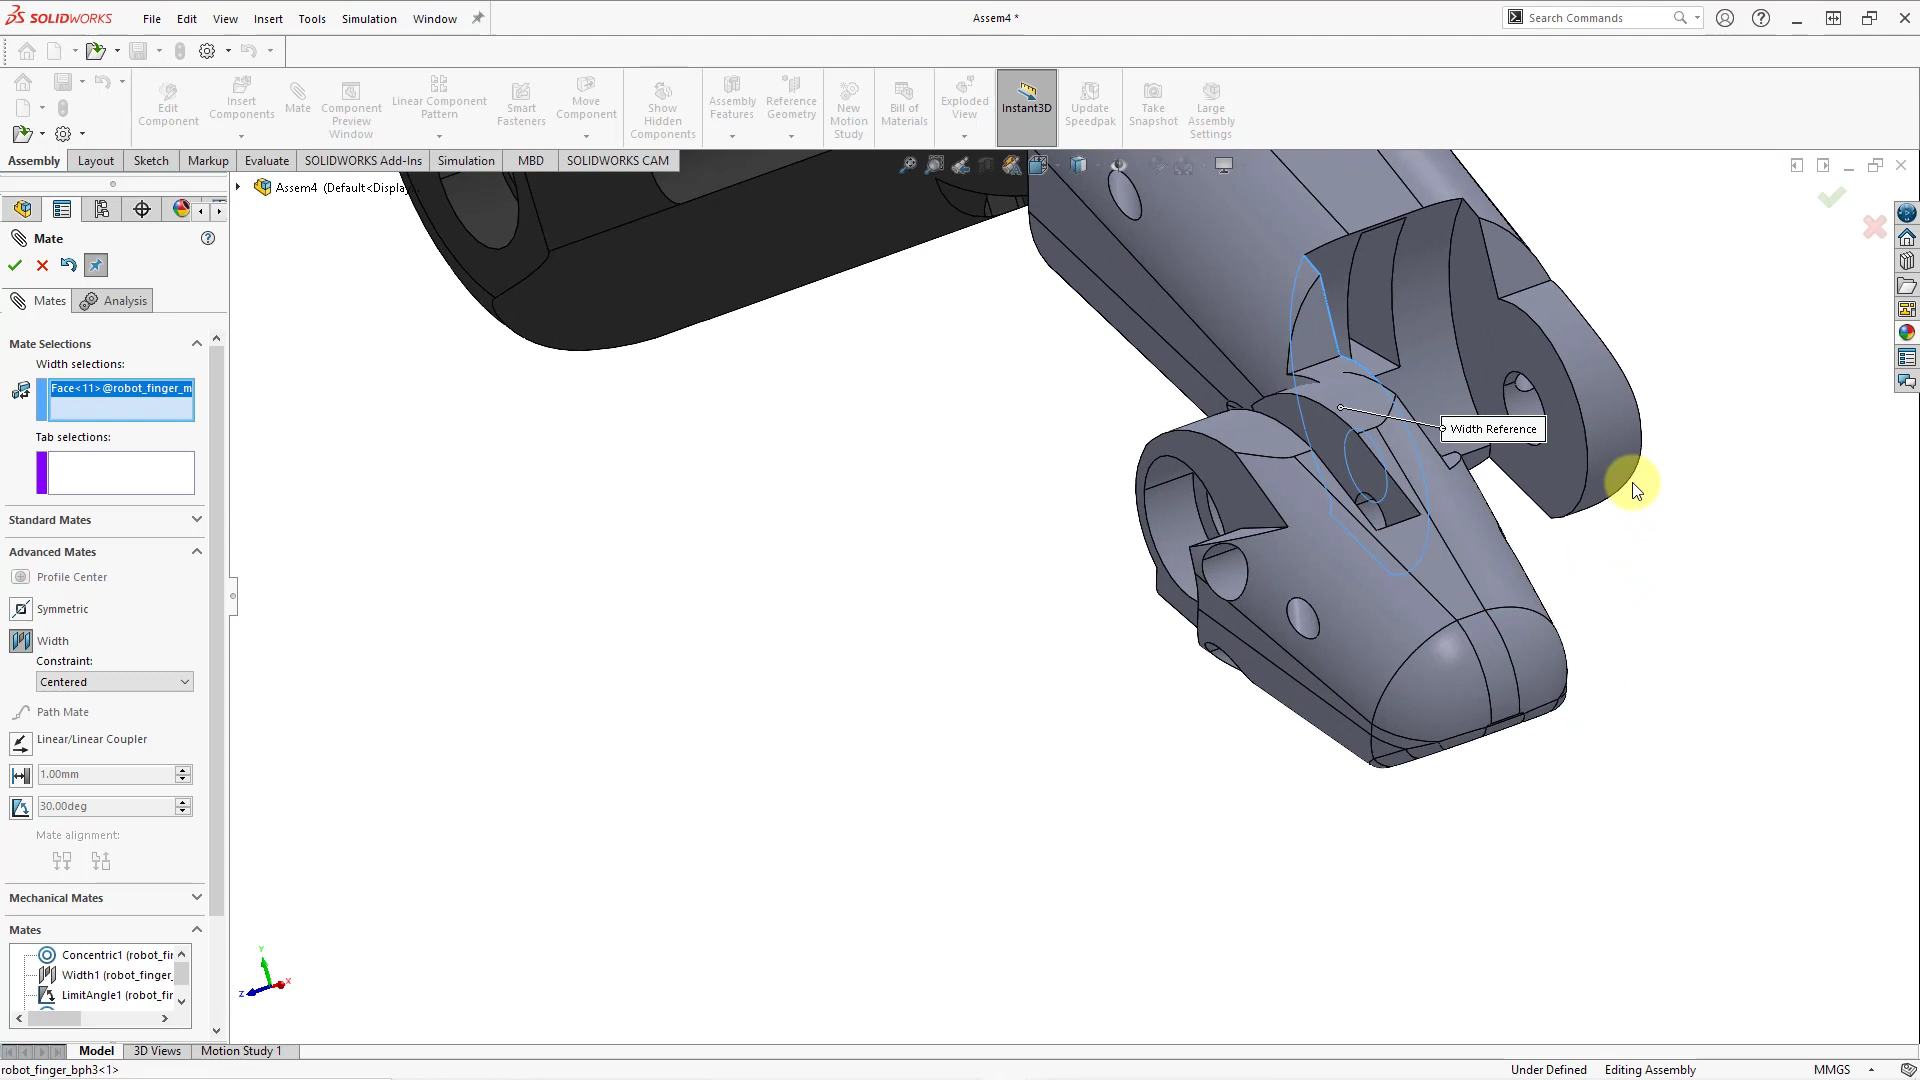 SOLIDWORKS
File
Edit
View
Insert
Tools
Simulation
Window
Assem4 *
Search Commands
Edit
Component
Insert
Components
Mate
Component
Preview
Window
Linear Component
Pattern
Smart
Fasteners
Move
Component
Show
Hidden
Components
Assembly
Features
Reference
Geometry
New
Motion
Study
Bill of
Materials
Exploded
View
Instant3D
Update
Speedpak
Take
Snapshot
Large
Assembly
Settings
Assembly
Layout
Sketch
Markup
Evaluate
SOLIDWORKS Add-Ins
Simulation
MBD
SOLIDWORKS CAM
Assem4 (Default<Display
Mate
Mates
Analysis
Mate Selections
Width selections:
Face<11>@robot_finger_m
Tab selections:
Standard Mates
Advanced Mates
Profile Center
Symmetric
Width
Constraint:
Centered
Path Mate
Linear/Linear Coupler
1.00mm
30.00deg
Mate alignment:
Mechanical Mates
Mates
Concentric1 (robot_fir
Width1 (robot_finger_
LimitAngle1 (robot_fir
Width Reference
Y
X
Z
Model
3D Views
Motion Study 1
robot_finger_bph3<1>
Under Defined
Editing Assembly
MMGS